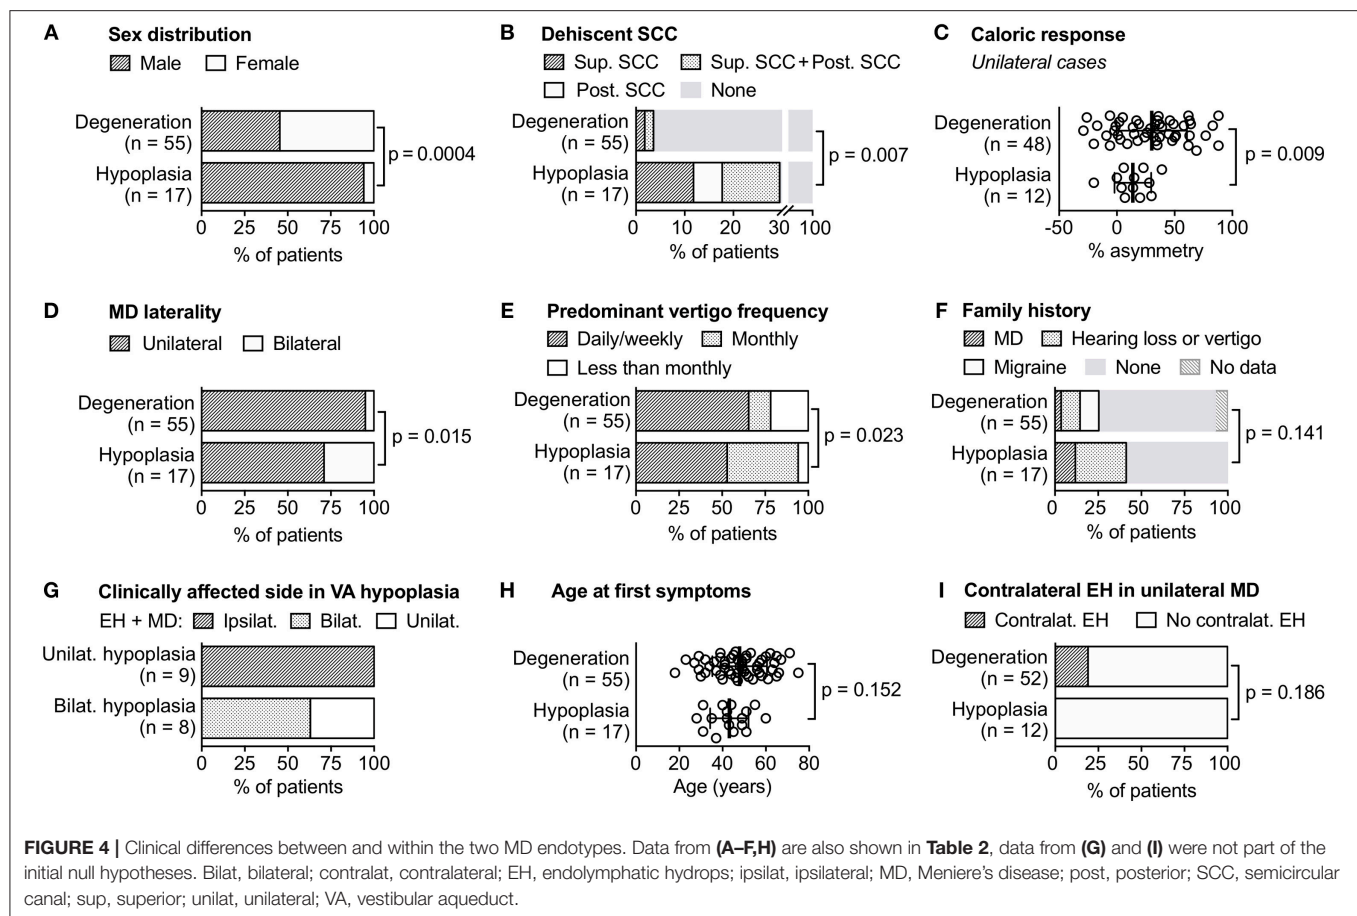 A Sex distribution
Male Female
Degeneration
(n = 55)
Hypoplasia
(n = 17)
p = 0.0004
0 25 50 75 100
% of patients
B Dehiscent SCC
Sup. SCC Sup. SCC+Post. SCC
Post. SCC None
Degeneration
(n = 55)
Hypoplasia
(n = 17)
p = 0.007
0 10 20 30 100
% of patients
C Caloric response
Unilateral cases
Degeneration
(n = 48)
Hypoplasia
(n = 12)
p = 0.009
-50 0 50 100
% asymmetry
D MD laterality
Unilateral Bilateral
Degeneration
(n = 55)
Hypoplasia
(n = 17)
p = 0.015
0 25 50 75 100
% of patients
E Predominant vertigo frequency
Daily/weekly Monthly
Less than monthly
Degeneration
(n = 55)
Hypoplasia
(n = 17)
p = 0.023
0 25 50 75 100
% of patients
F Family history
MD Hearing loss or vertigo
Migraine None No data
Degeneration
(n = 55)
Hypoplasia
(n = 17)
p = 0.141
0 25 50 75 100
% of patients
G Clinically affected side in VA hypoplasia
EH + MD: Ipsilat. Bilat. Unilat.
Unilat. hypoplasia
(n = 9)
Bilat. hypoplasia
(n = 8)
0 25 50 75 100
% of patients
H Age at first symptoms
Degeneration
(n = 55)
Hypoplasia
(n = 17)
p = 0.152
0 20 40 60 80
Age (years)
I Contralateral EH in unilateral MD
Contralat. EH No contralat. EH
Degeneration
(n = 52)
Hypoplasia
(n = 12)
p = 0.186
0 25 50 75 100
% of patients
FIGURE 4 | Clinical differences between and within the two MD endotypes. Data from (A–F,H) are also shown in Table 2, data from (G) and (I) were not part of the
initial null hypotheses. Bilat, bilateral; contralat, contralateral; EH, endolymphatic hydrops; ipsilat, ipsilateral; MD, Meniere's disease; post, posterior; SCC, semicircular
canal; sup, superior; unilat, unilateral; VA, vestibular aqueduct.